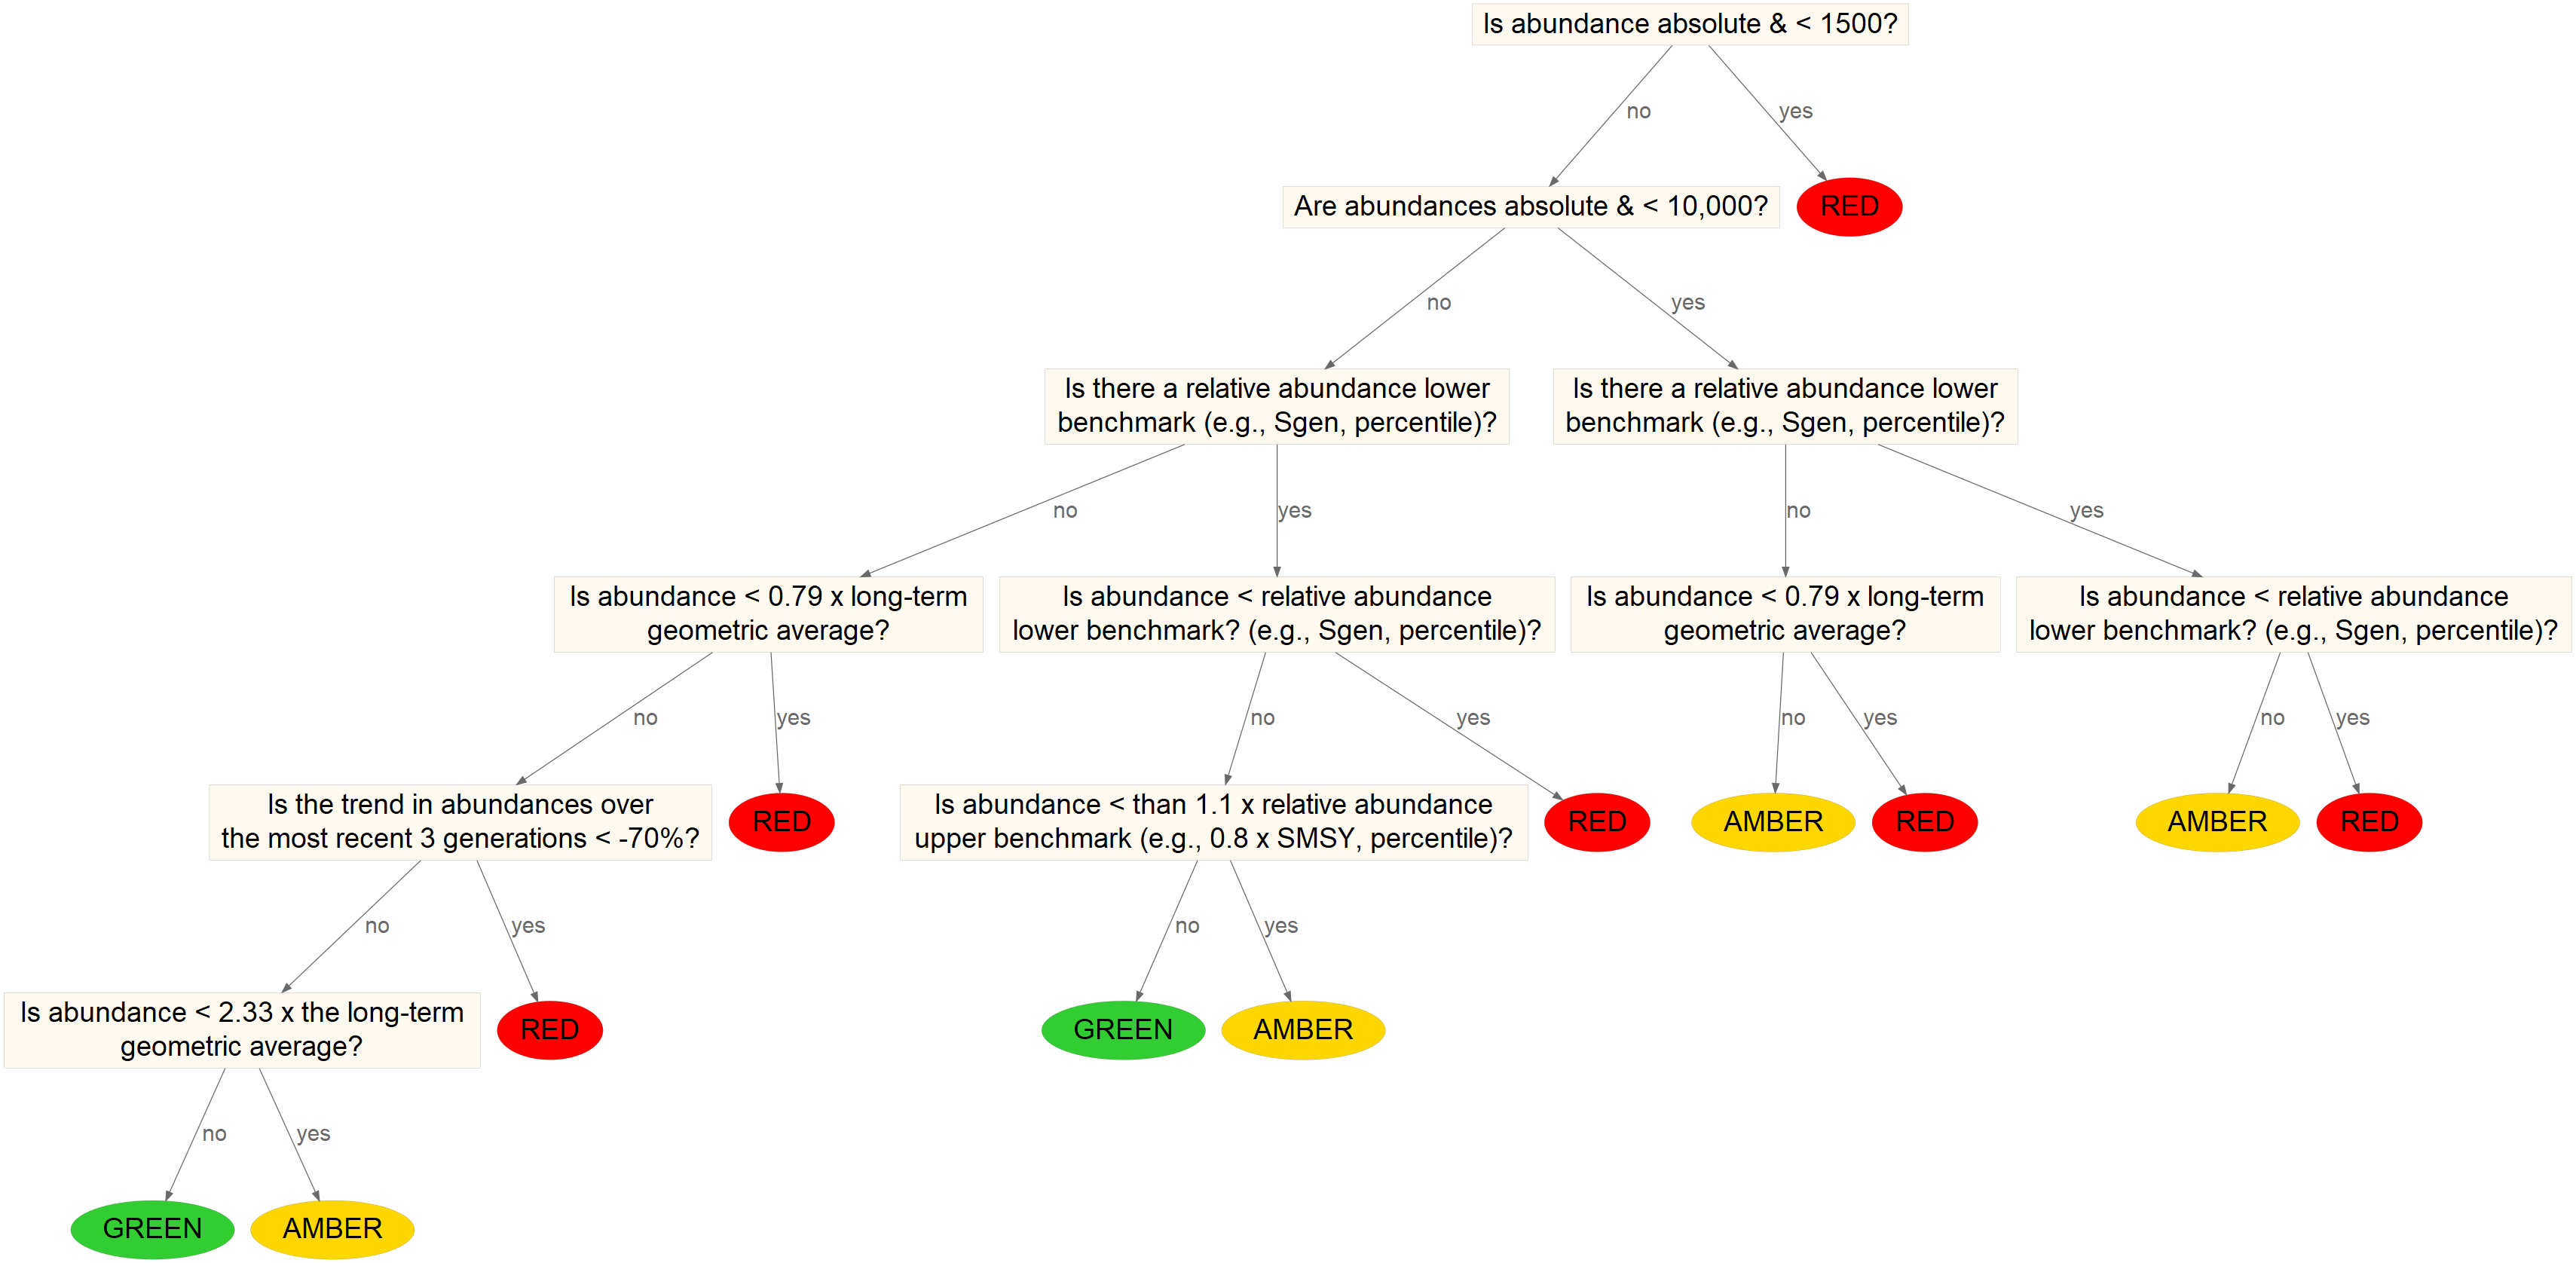 Is abundance absolute & < 1500?
no
yes
Are abundances absolute & < 10,000?
RED
no
yes
Is there a relative abundance lower
benchmark (e.g., Sgen, percentile)?
Is there a relative abundance lower
benchmark (e.g., Sgen, percentile)?
no
yes
no
yes
Is abundance < 0.79 x long-term
geometric average?
Is abundance < relative abundance
lower benchmark? (e.g., Sgen, percentile)?
Is abundance < 0.79 x long-term
geometric average?
Is abundance < relative abundance
lower benchmark? (e.g., Sgen, percentile)?
no
yes
no
yes
no
yes
no
yes
Is the trend in abundances over
the most recent 3 generations < -70%?
RED
Is abundance < than 1.1 x relative abundance
upper benchmark (e.g., 0.8 x SMSY, percentile)?
RED
AMBER
RED
AMBER
RED
no
yes
no
yes
Is abundance < 2.33 x the long-term
geometric average?
RED
GREEN
AMBER
no
yes
GREEN
AMBER